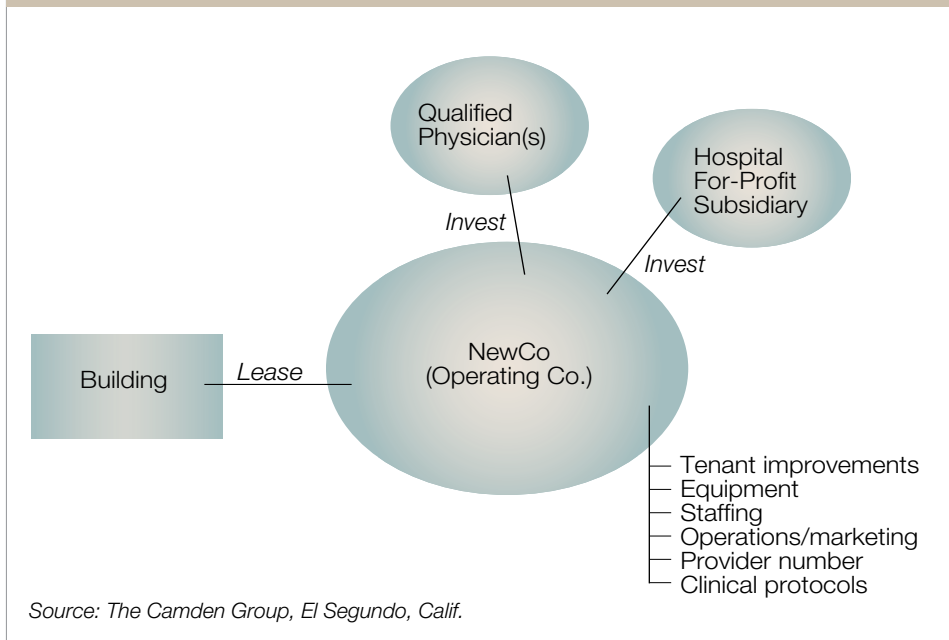 Qualified
Physician(s)
Hospital
For-Profit
Subsidiary
Invest
Invest
NewCo
(Operating Co.)
Building
Lease
Tenant improvements
Equipment
Staffing
Operations/marketing
Provider number
Clinical protocols
Source: The Camden Group, El Segundo, Calif.